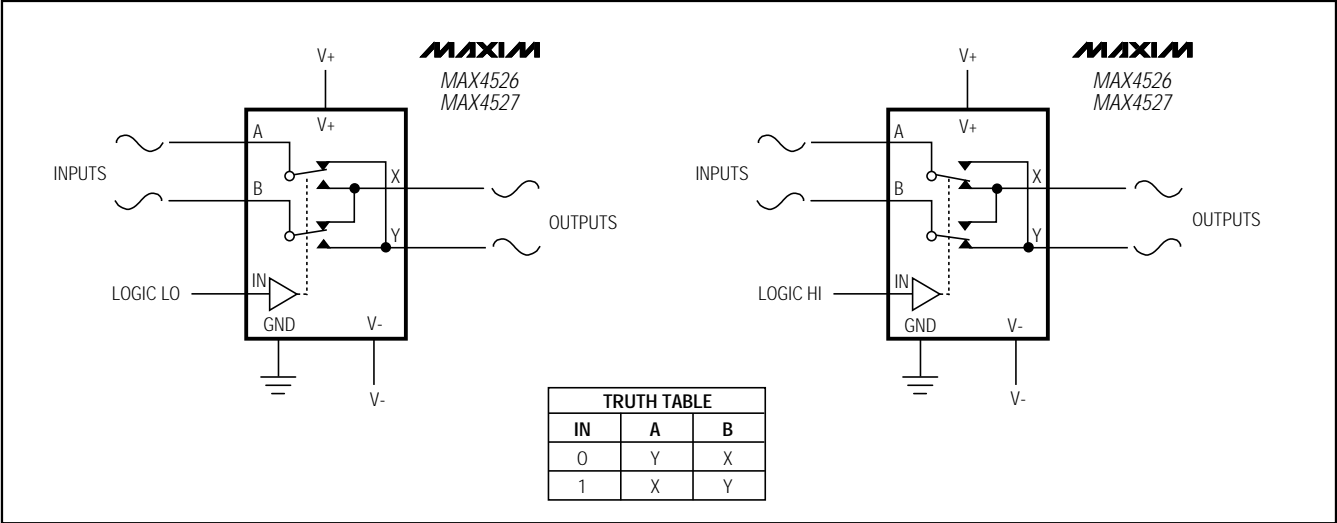 V+
MAXIM
MAX4526
MAX4527
V+
A
INPUTS
B
X
Y
OUTPUTS
LOGIC LO
IN
GND
V-
V-
V+
MAXIM
MAX4526
MAX4527
V+
A
INPUTS
B
X
Y
OUTPUTS
LOGIC HI
IN
GND
V-
V-
TRUTH TABLE
IN A B
0 Y X
1 X Y